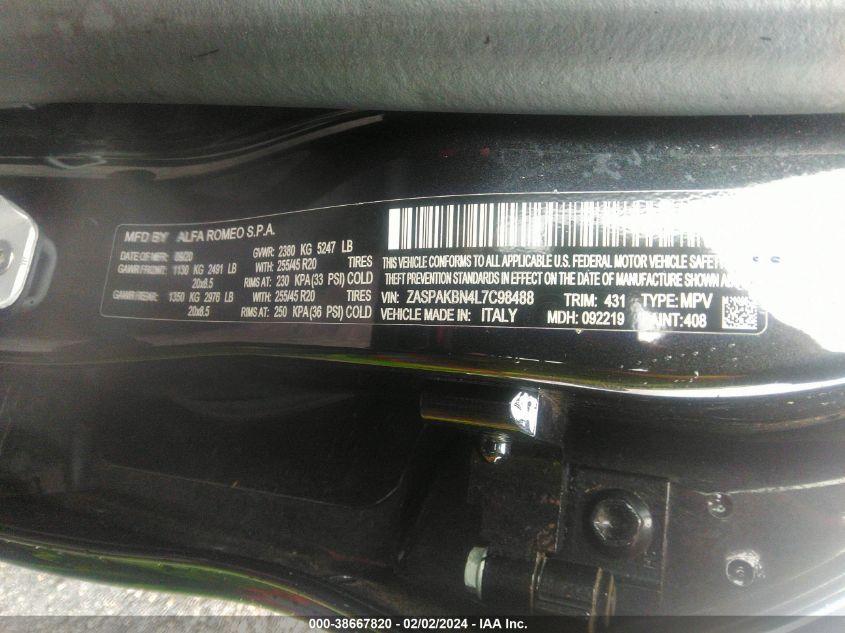 MFD BY ALFA ROMEO S.P.A.
DATE OF MFR 09/20 GVWR: 2380 KG 5247 LB
GAWR/FRONT: 1130 KG 2491 LB WITH: 255/45 R20 TIRES
20x8,5 RIMS AT: 230 KPA (33 PSI) COLD
GAWR/REAR: 1350 KG 2976 LB WITH: 255/45 R20 TIRES
20x8,5 RIMS AT: 250 KPA (36 PSI) COLD
THIS VEHICLE CONFORMS TO ALL APPLICABLE U.S. FEDERAL MOTOR VEHICLE SAFETY
THEFT PREVENTION STANDARDS IN EFFECT ON THE DATE OF MANUFACTURE SHOWN
VIN: ZASPAKBN4L7C98488 TRIM: 431 TYPE: MPV
VEHICLE MADE IN: ITALY MDH: 092219 PAINT: 408
000-38667820 - 02/02/2024 - IAA Inc.